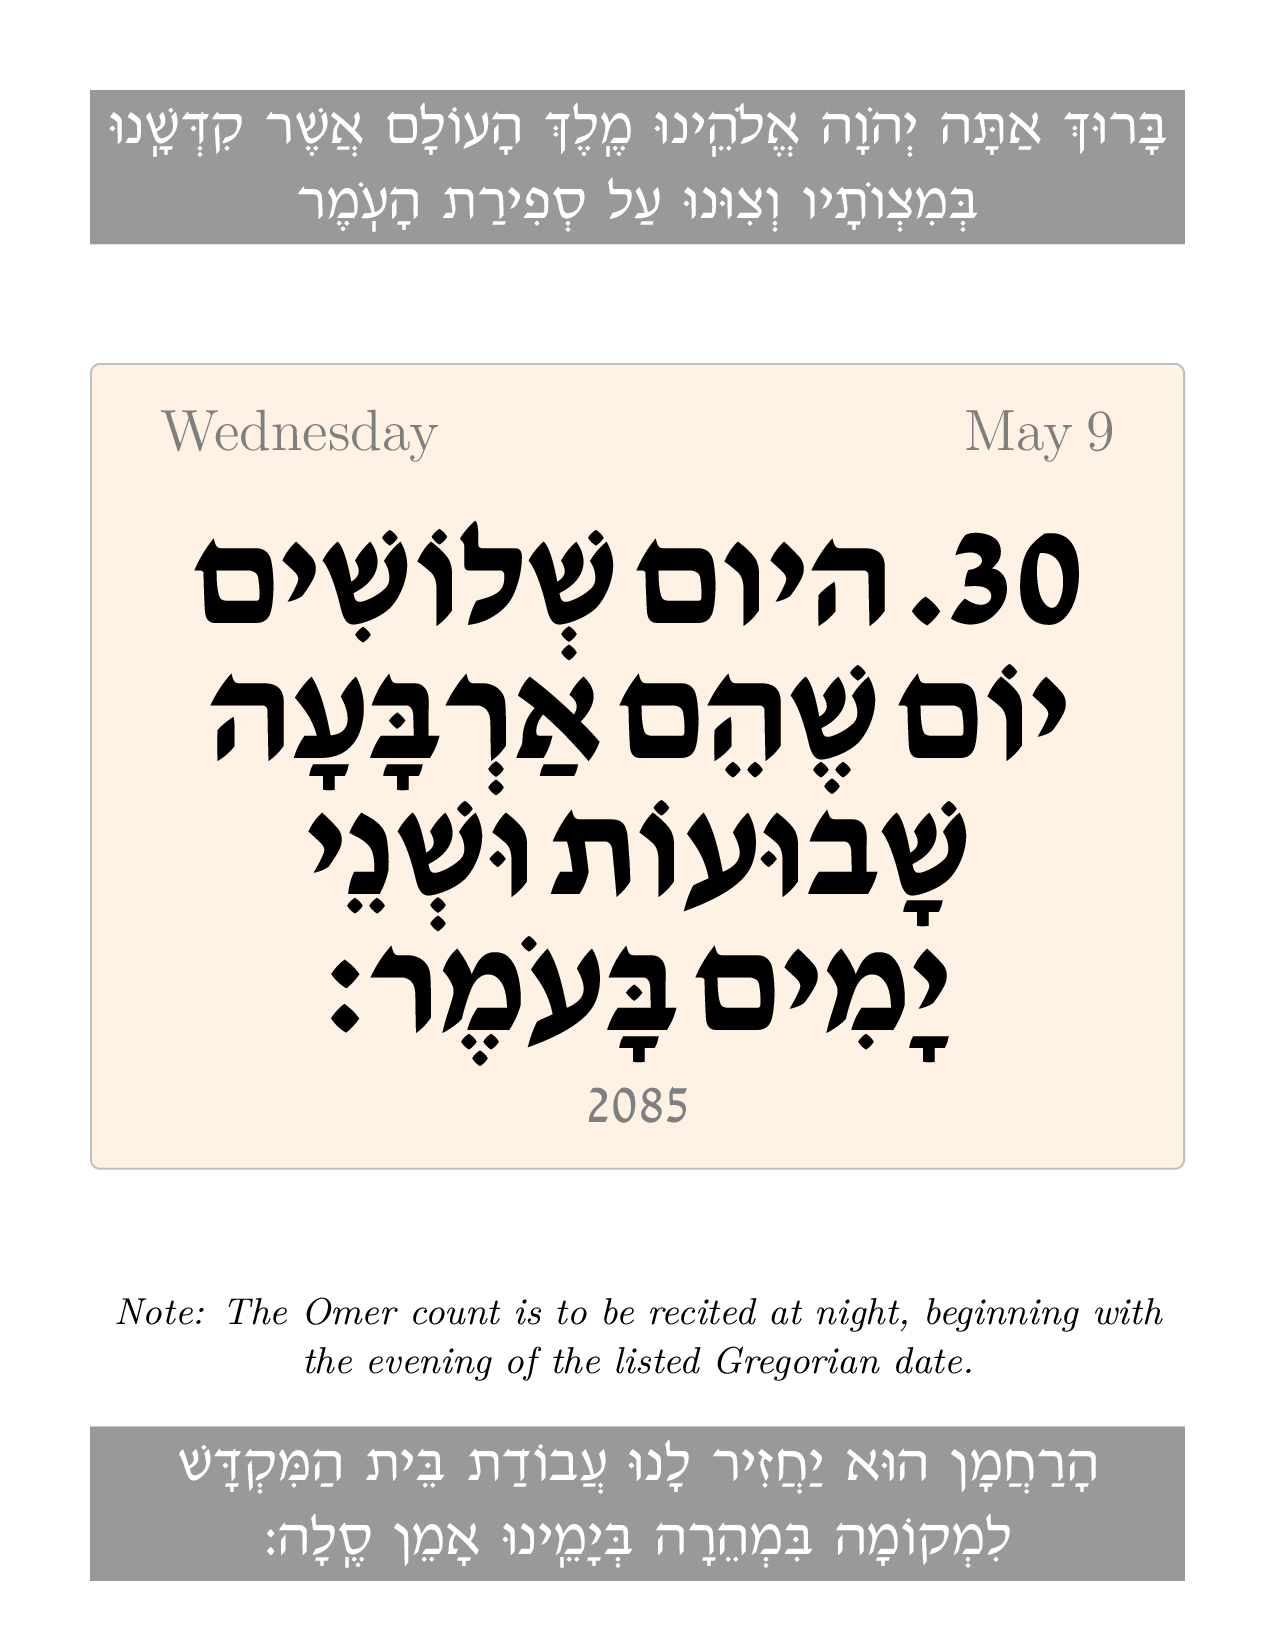 בָּרוּךְ אַתָּה יְהֹוָה אֱלֹהֵֽינוּ מֶֽלֶךְ הָעוֹלָם אֲשֶׁר קִדְּשָֽׁנוּ
בְּמִצְוֹתָיו וְצִוּנוּ עַל סְפִירַת הָעֹֽמֶר
Wednesday May 9
30. היום שְׁלוֹשִׁים
יוֹם שֶׁהֵם אַרְבָּעָה
שָׁבוּעוֹת וּשְׁנֵי
יָמִים בָּעֹמֶר:
2085
Note: The Omer count is to be recited at night, beginning with
the evening of the listed Gregorian date.
הָרַחֲמָן הוּא יַחֲזִיר לָנוּ עֲבוֹדַת בֵּית הַמִּקְדָּשׁ
לִמְקוֹמָהּ בִּמְהֵרָה בְּיָמֵֽינוּ אָמֵן סֶֽלָה: